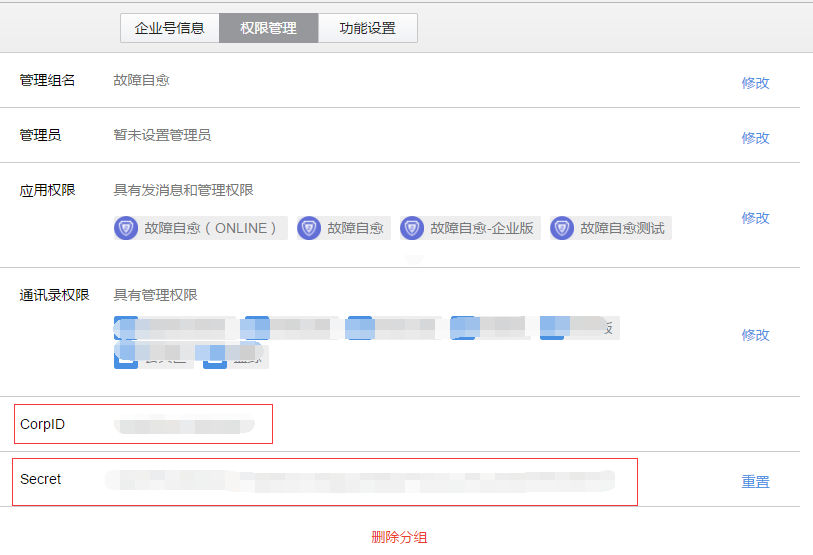 企业号信息 权限管理 功能设置
管理组名 故障自愈 修改
管理员 暂未设置管理员 修改
应用权限 具有发消息和管理权限
故障自愈（ONLINE） 故障自愈 故障自愈-企业版 故障自愈测试 修改
通讯录权限 具有管理权限
修改
CorpID
Secret 重置
删除分组